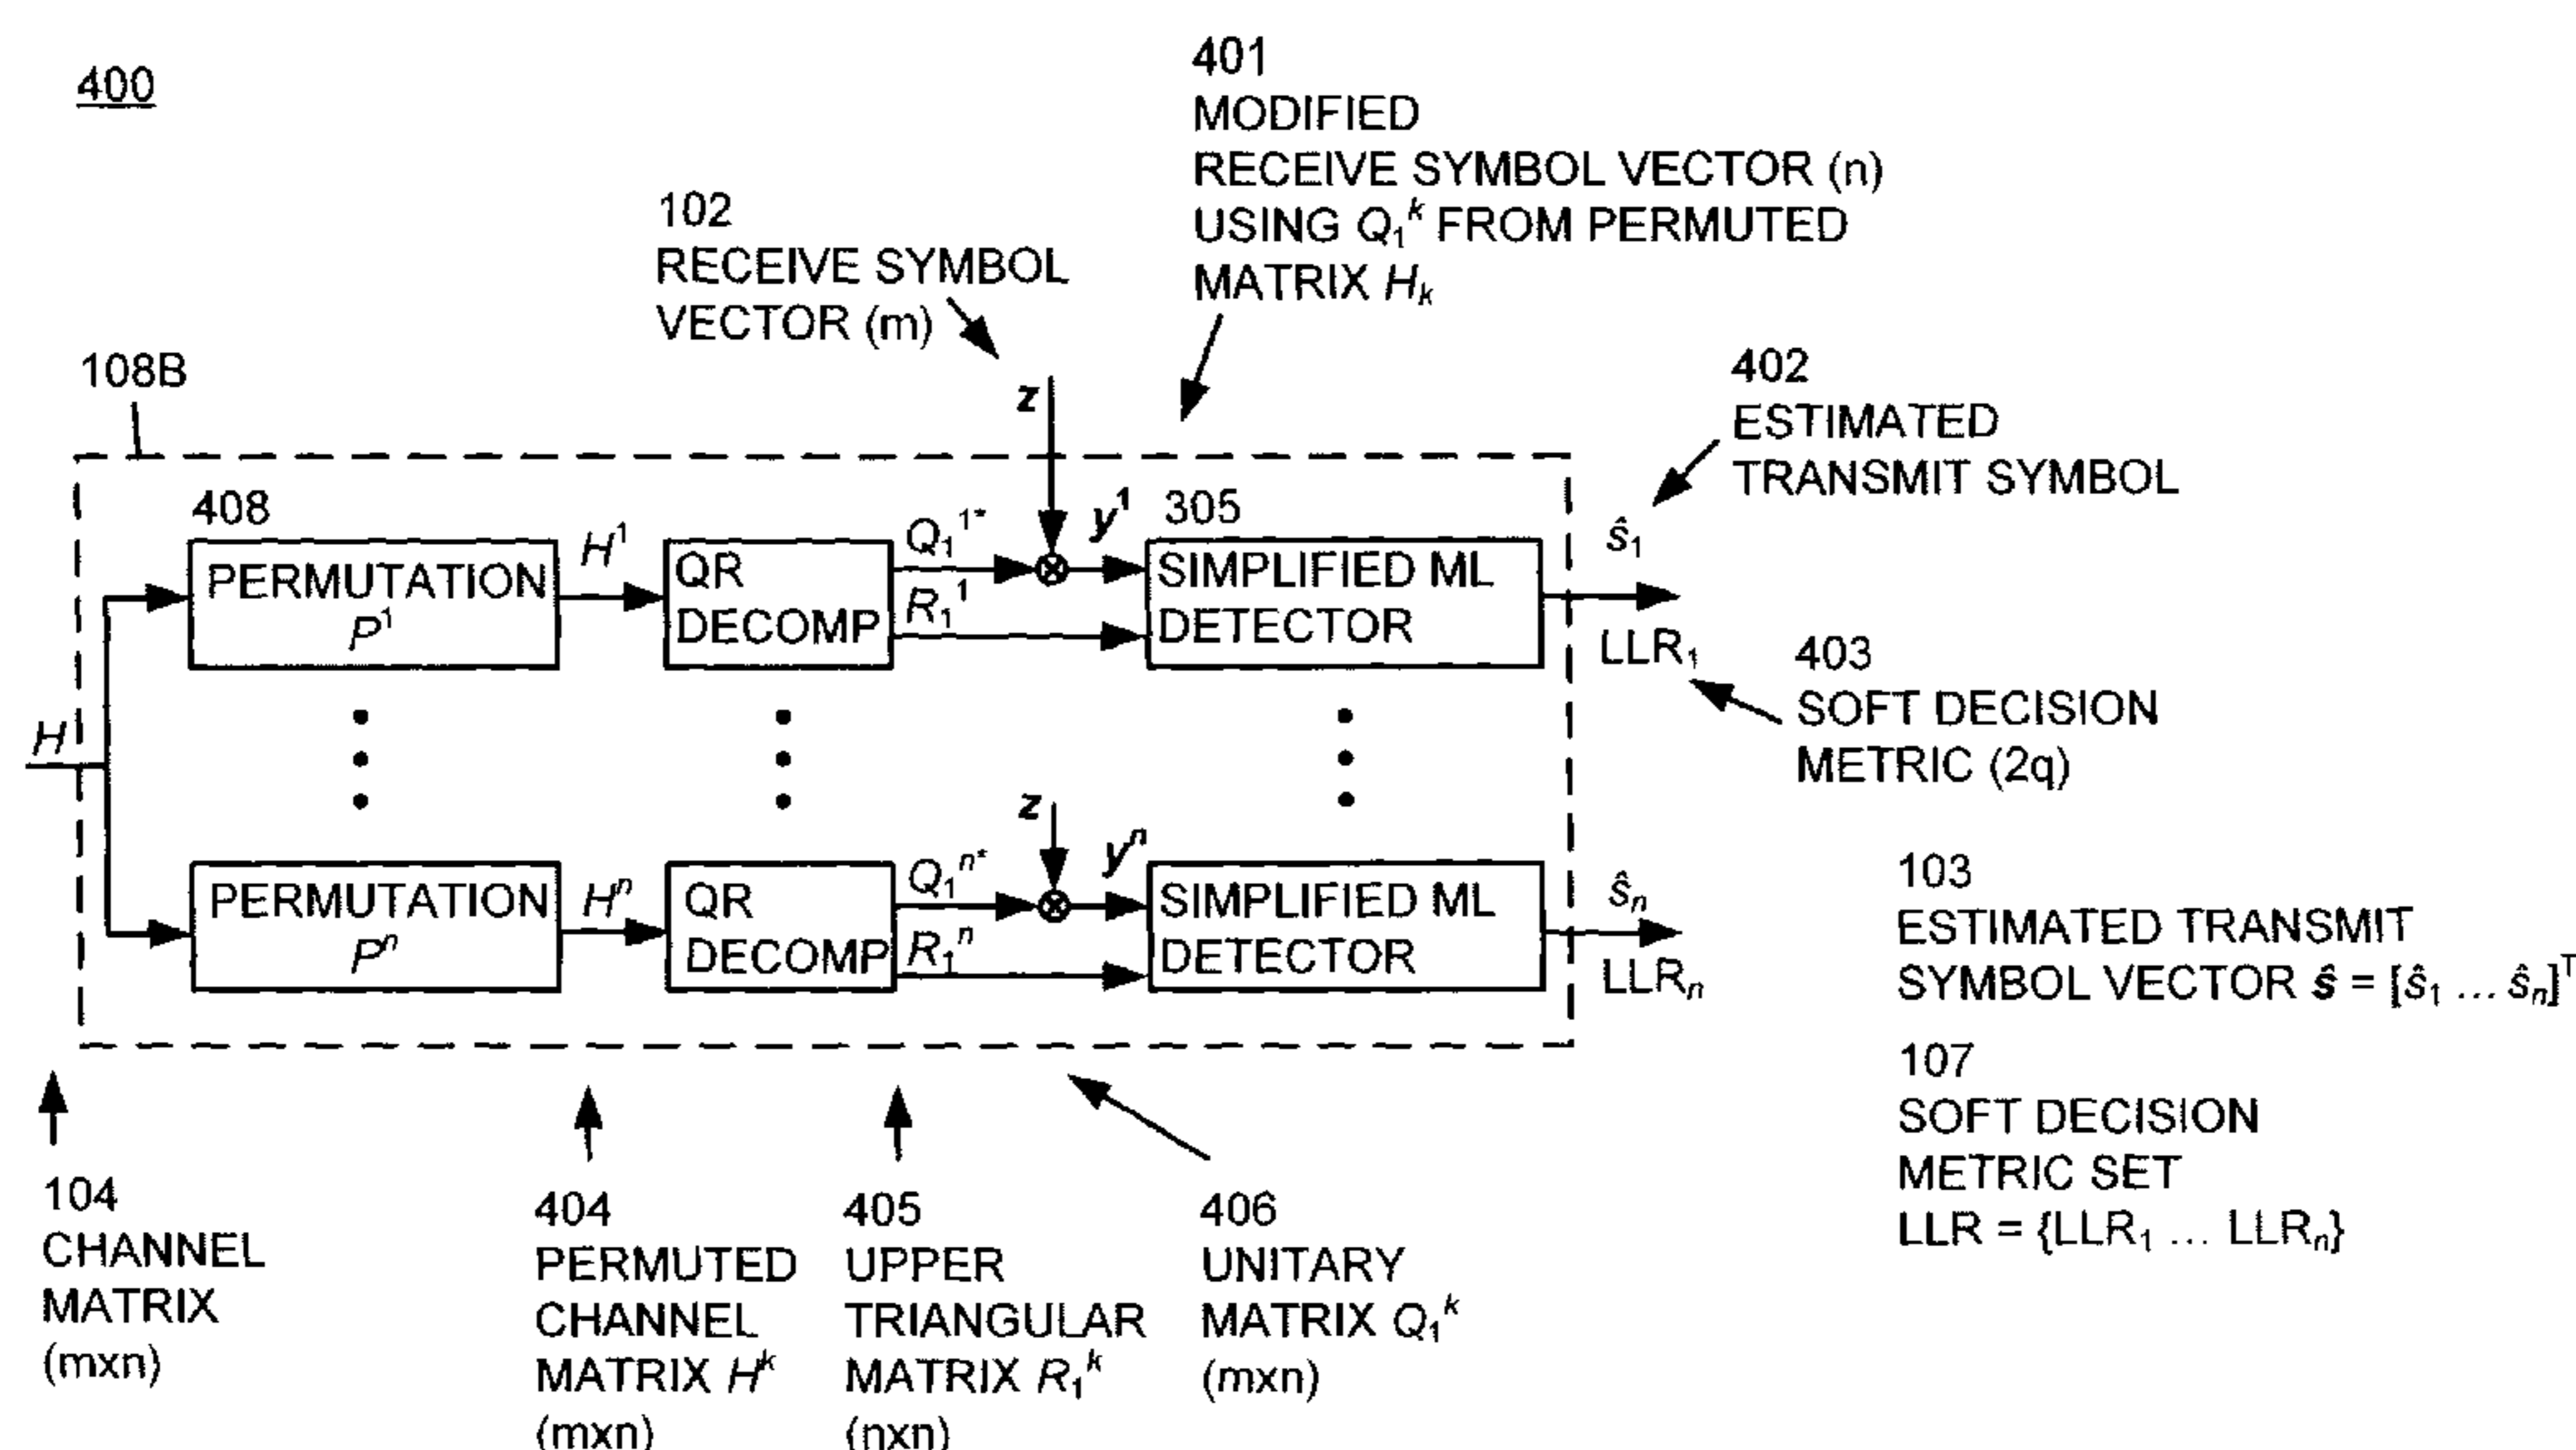 400
401
MODIFIED
RECEIVE SYMBOL VECTOR (n)
USING Q₁ᵏ FROM PERMUTED
MATRIX Hₖ
102
RECEIVE SYMBOL
VECTOR (m)
108B
z
402
ESTIMATED
TRANSMIT SYMBOL
408
PERMUTATION
P¹
H¹
QR
DECOMP
Q₁¹*
R₁¹
y¹
305
SIMPLIFIED ML
DETECTOR
ŝ₁
LLR₁
403
SOFT DECISION
METRIC (2q)
H
z
PERMUTATION
Pⁿ
Hⁿ
QR
DECOMP
Q₁ⁿ*
R₁ⁿ
yⁿ
SIMPLIFIED ML
DETECTOR
ŝₙ
LLRₙ
103
ESTIMATED TRANSMIT
SYMBOL VECTOR ŝ = [ŝ₁ ... ŝₙ]ᵀ
107
SOFT DECISION
METRIC SET
LLR = {LLR₁ ... LLRₙ}
104
CHANNEL
MATRIX
(mxn)
404
PERMUTED
CHANNEL
MATRIX Hᵏ
(mxn)
405
UPPER
TRIANGULAR
MATRIX R₁ᵏ
(nxn)
406
UNITARY
MATRIX Q₁ᵏ
(mxn)